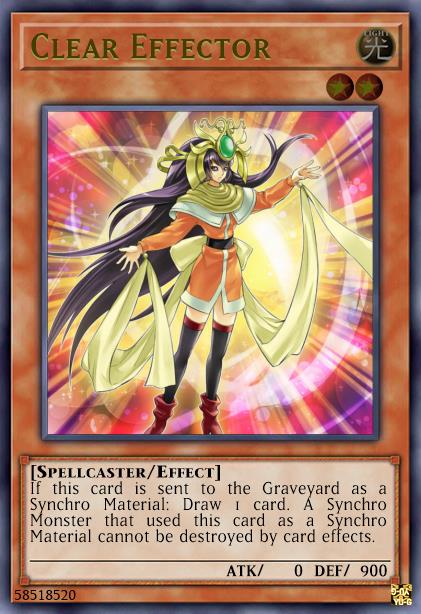 CLEAR EFFECTOR
LIGHT
光
[SPELLCASTER/EFFECT]
If this card is sent to the Graveyard as a
Synchro Material: Draw 1 card. A Synchro
Monster that used this card as a Synchro
Material cannot be destroyed by card effects.
ATK/ 0 DEF/ 900
58518520